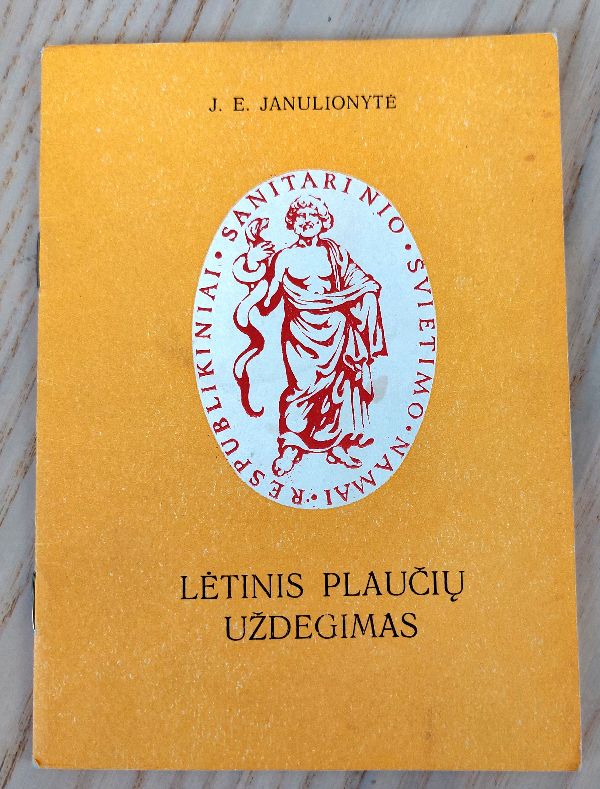 J. E. JANULIONYTĖ
RESPUBLIKINIAI • SANITARINIO • ŠVIETIMO • NAMAI •
LĖTINIS PLAUČIŲ
UŽDEGIMAS